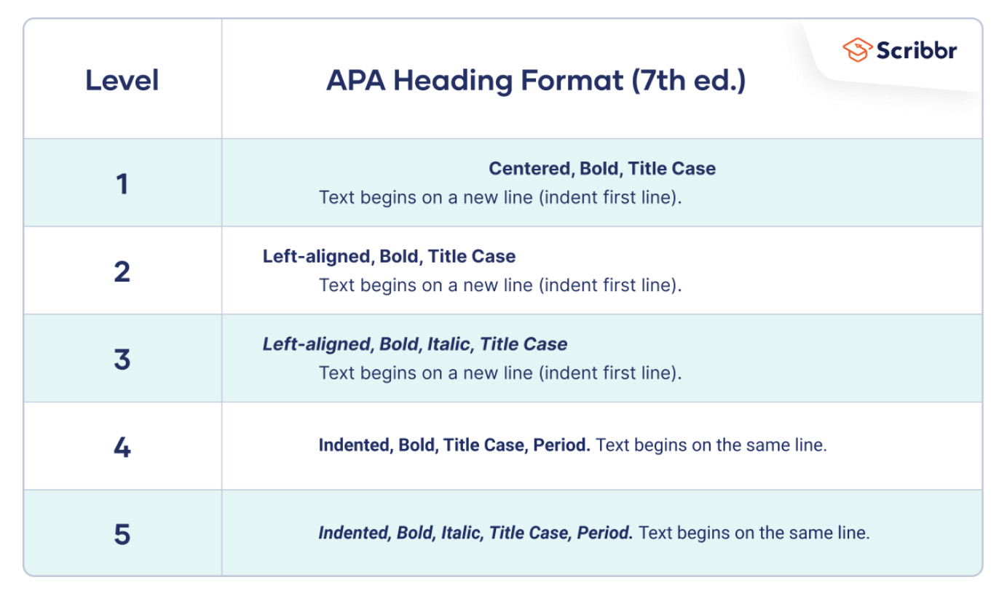 Scribbr
Level
APA Heading Format (7th ed.)
1
Centered, Bold, Title Case
Text begins on a new line (indent first line).
2
Left-aligned, Bold, Title Case
Text begins on a new line (indent first line).
3
Left-aligned, Bold, Italic, Title Case
Text begins on a new line (indent first line).
4
Indented, Bold, Title Case, Period. Text begins on the same line.
5
Indented, Bold, Italic, Title Case, Period. Text begins on the same line.